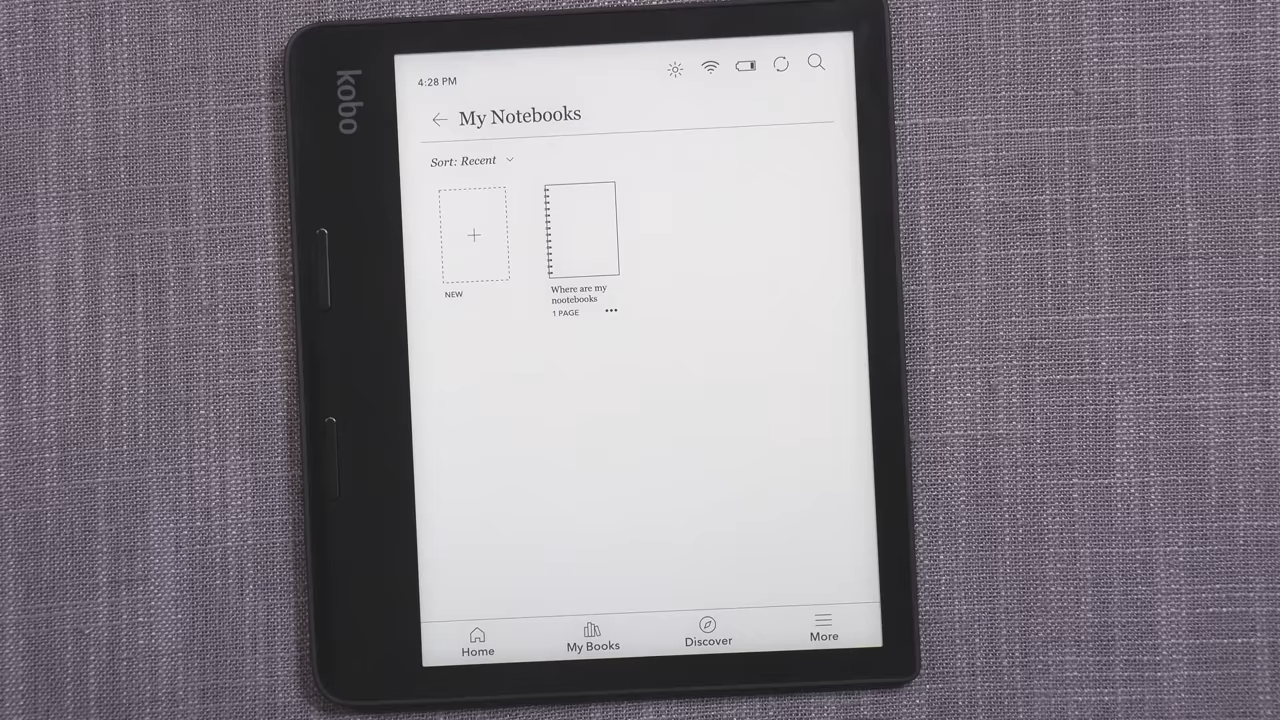 kobo
4:28 PM
My Notebooks
Sort: Recent
NEW
Where are my
nootebooks
1 PAGE
Home
My Books
Discover
More